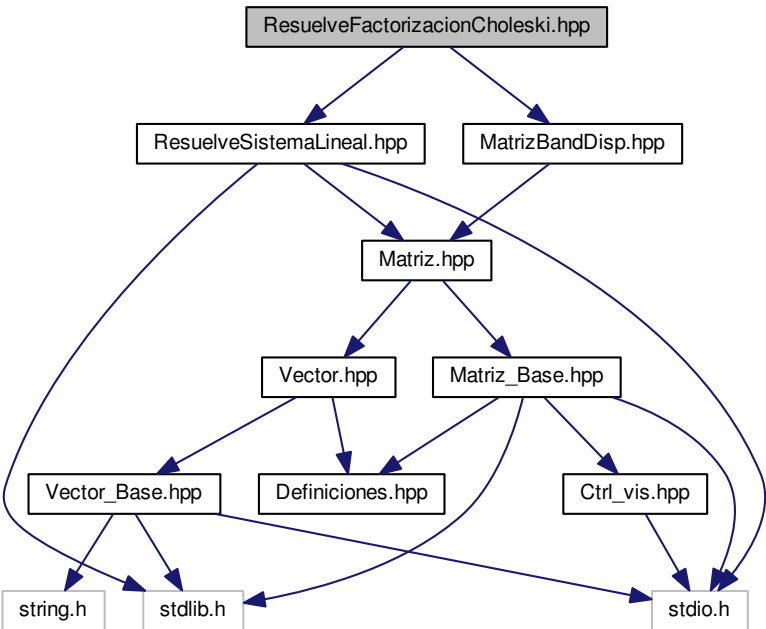 ResuelveFactorizacionCholeski.hpp
ResuelveSistemaLineal.hpp
MatrizBandDisp.hpp
Matriz.hpp
Vector.hpp
Matriz_Base.hpp
Vector_Base.hpp
Definiciones.hpp
Ctrl_vis.hpp
string.h
stdlib.h
stdio.h